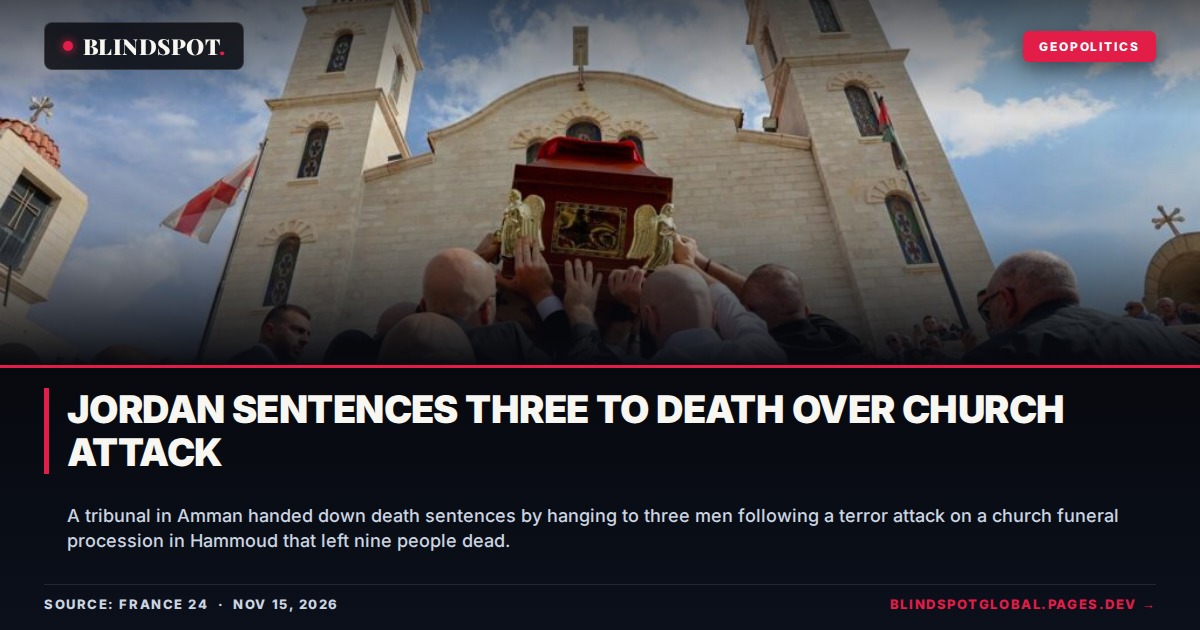 BLINDSPOT.
GEOPOLITICS
JORDAN SENTENCES THREE TO DEATH OVER CHURCH
ATTACK
A tribunal in Amman handed down death sentences by hanging to three men following a terror attack on a church funeral
procession in Hammoud that left nine people dead.
SOURCE: FRANCE 24 · NOV 15, 2026
BLINDSPOTGLOBAL.PAGES.DEV →